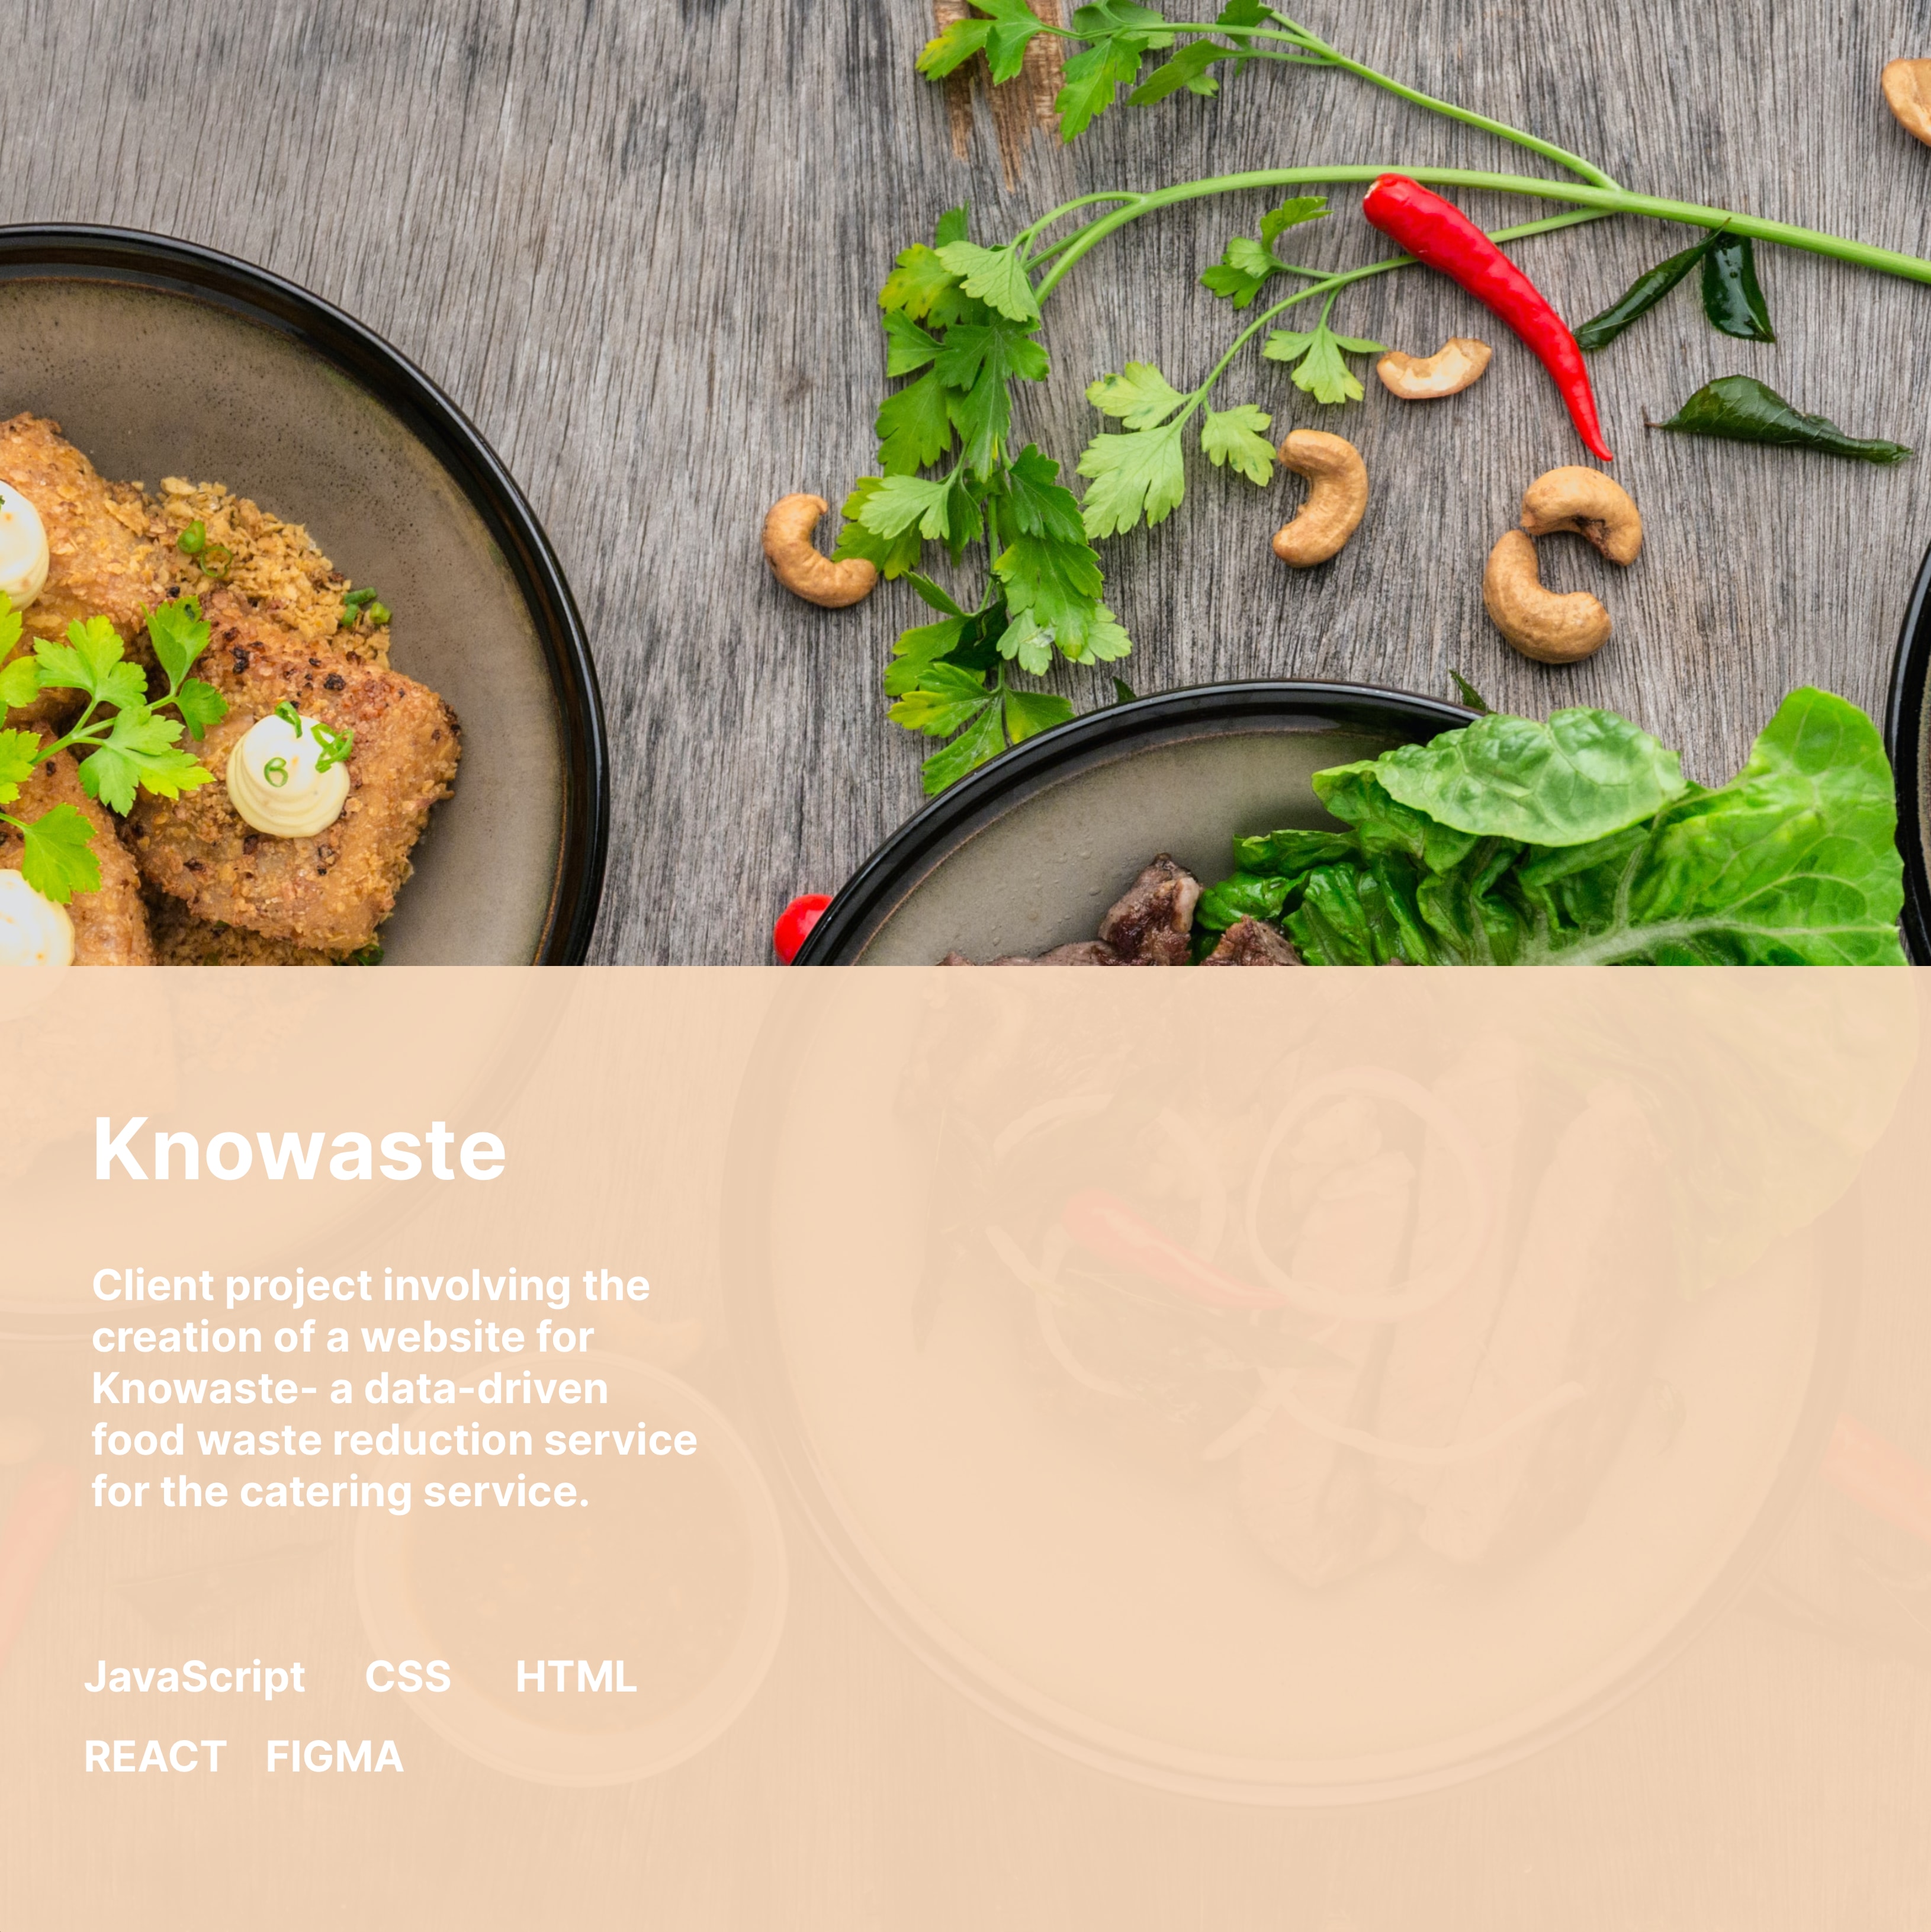 Knowaste
Client project involving the
creation of a website for
Knowaste- a data-driven
food waste reduction service
for the catering service.
JavaScript CSS HTML
REACT FIGMA